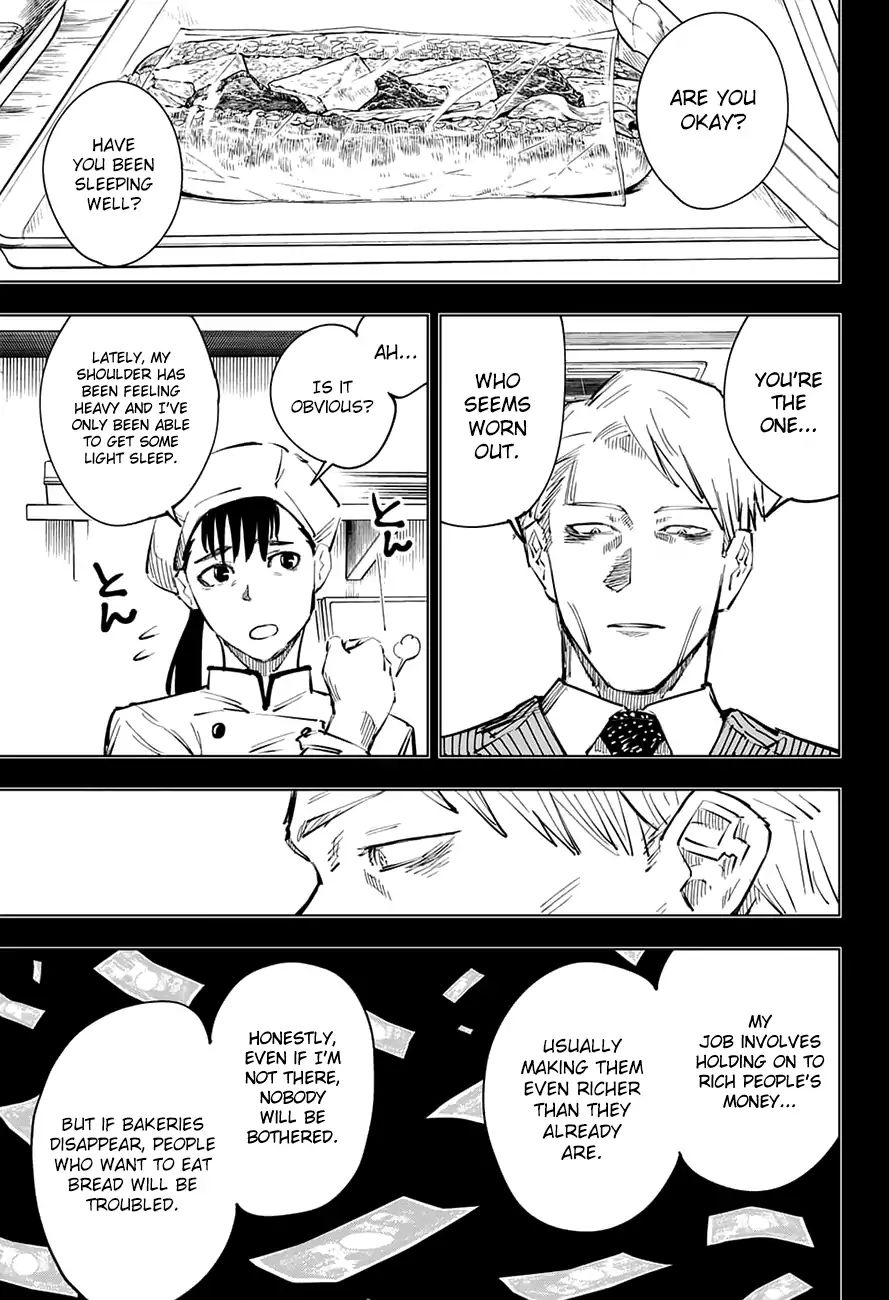 ARE YOU
OKAY?
HAVE
YOU BEEN
SLEEPING
WELL?
YOU'RE
THE
ONE...
WHO
SEEMS
WORN
OUT.
AH...
IS IT
OBVIOUS?
LATELY, MY
SHOULDER HAS
BEEN FEELING
HEAVY AND I'VE
ONLY BEEN ABLE
TO GET SOME
LIGHT SLEEP.
とん
とん
MY
JOB INVOLVES
HOLDING ON TO
RICH PEOPLE'S
MONEY...
USUALLY
MAKING THEM
EVEN RICHER
THAN THEY
ALREADY
ARE.
HONESTLY,
EVEN IF I'M
NOT THERE,
NOBODY
WILL BE
BOTHERED.
BUT IF BAKERIES
DISAPPEAR, PEOPLE
WHO WANT TO EAT
BREAD WILL BE
TROUBLED.